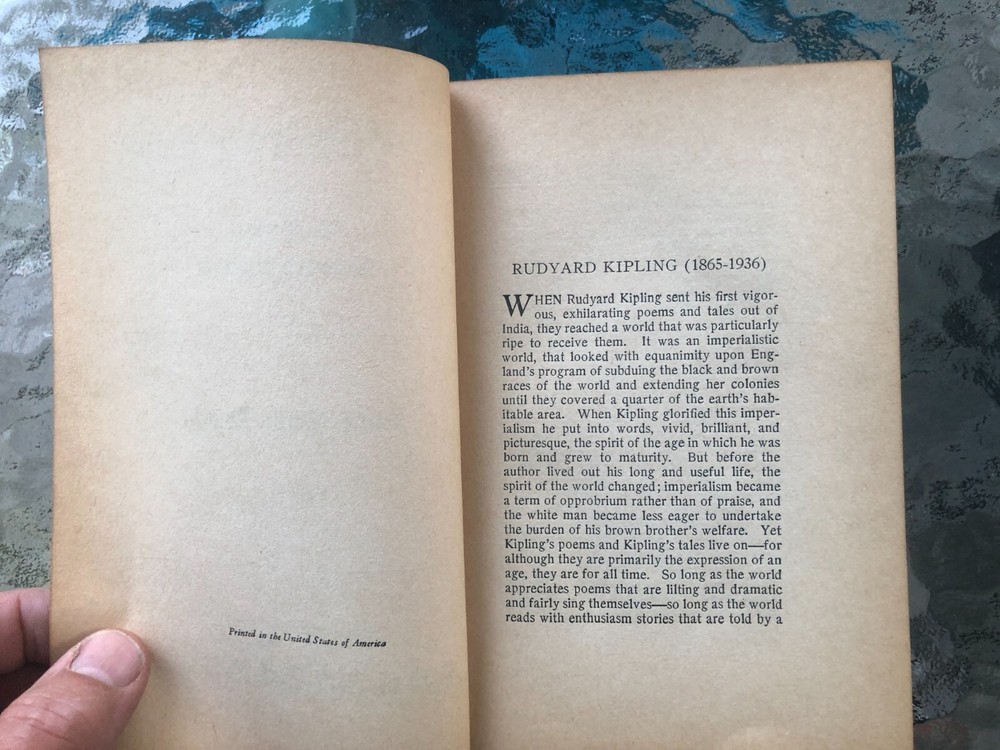 Printed in the United States of America
RUDYARD KIPLING (1865-1936)
WHEN Rudyard Kipling sent his first vigor-
ous, exhilarating poems and tales out of
India, they reached a world that was particularly
ripe to receive them. It was an imperialistic
world, that looked with equanimity upon Eng-
land's program of subduing the black and brown
races of the world and extending her colonies
until they covered a quarter of the earth's hab-
itable area. When Kipling glorified this imper-
ialism he put into words, vivid, brilliant, and
picturesque, the spirit of the age in which he was
born and grew to maturity. But before the
author lived out his long and useful life, the
spirit of the world changed; imperialism became
a term of opprobrium rather than of praise, and
the white man became less eager to undertake
the burden of his brown brother's welfare. Yet
Kipling's poems and Kipling's tales live on—for
although they are primarily the expression of an
age, they are for all time. So long as the world
appreciates poems that are lilting and dramatic
and fairly sing themselves—so long as the world
reads with enthusiasm stories that are told by a